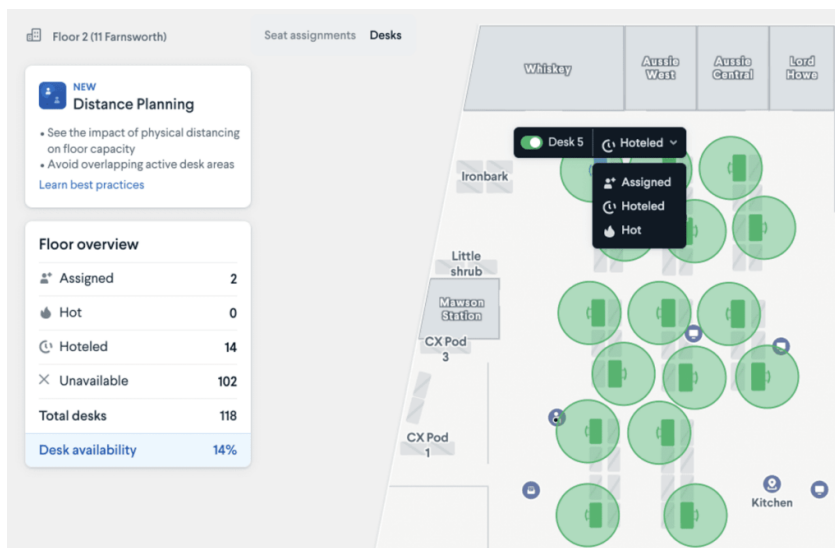 Floor 2 (11 Farnsworth)
Seat assignments Desks
NEW
Distance Planning
• See the impact of physical distancing
on floor capacity
• Avoid overlapping active desk areas
Learn best practices
Floor overview
Assigned 2
Hot 0
Hoteled 14
Unavailable 102
Total desks 118
Desk availability 14%
Whiskey
Aussie
West
Aussie
Central
Lord
Howe
Desk 5 Hoteled
Assigned
Hoteled
Hot
Ironbark
Little
shrub
Mawson
Station
CX Pod
3
CX Pod
1
Kitchen